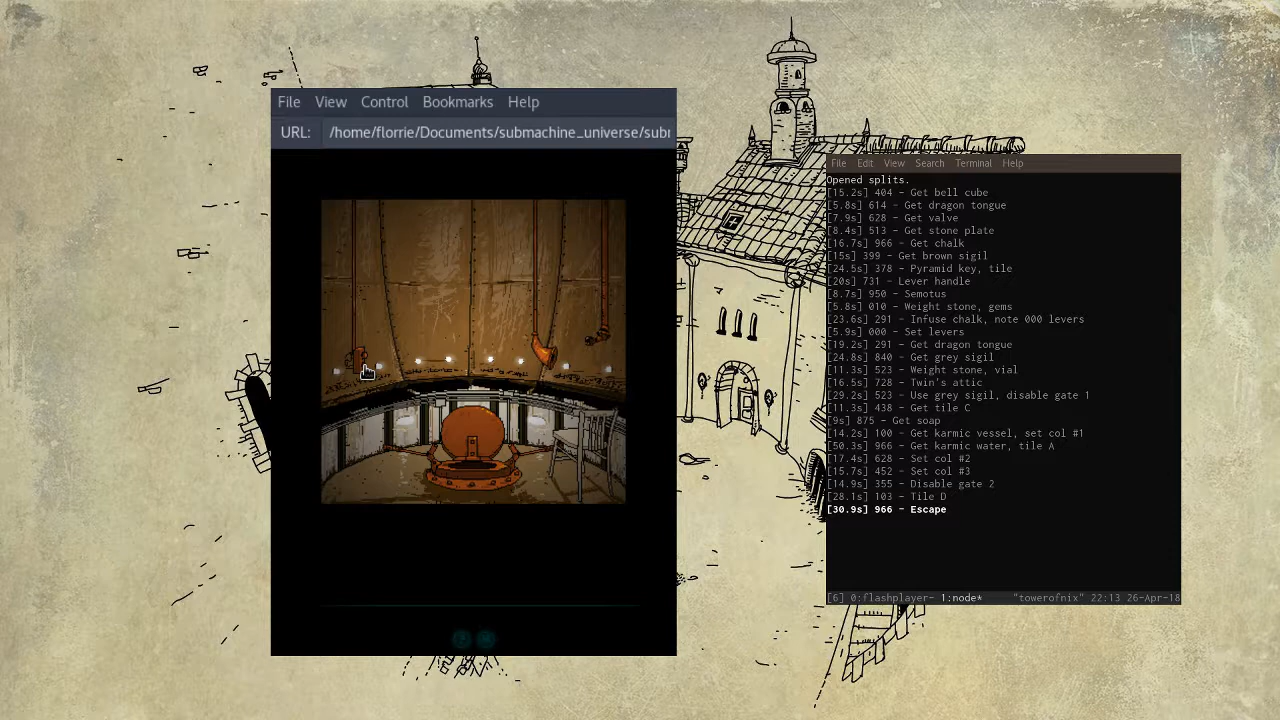 File View Control Bookmarks Help
URL: /home/florrie/Documents/submachine_universe/subr
File Edit View Search Terminal Help
Opened splits.
[15.2s] 404 - Get bell cube
[5.8s] 614 - Get dragon tongue
[7.9s] 628 - Get valve
[8.4s] 513 - Get stone plate
[16.7s] 966 - Get chalk
[15s] 399 - Get brown sigil
[24.5s] 378 - Pyramid key, tile
[20s] 731 - Lever handle
[8.7s] 950 - Semotus
[5.8s] 010 - Weight stone, gems
[23.6s] 291 - Infuse chalk, note 000 levers
[5.9s] 000 - Set levers
[19.2s] 291 - Get dragon tongue
[24.8s] 840 - Get grey sigil
[11.3s] 523 - Weight stone, vial
[16.5s] 728 - Twin's attic
[29.2s] 523 - Use grey sigil, disable gate 1
[11.3s] 438 - Get tile C
[9s] 875 - Get soap
[14.2s] 100 - Get karmic vessel, set col #1
[50.3s] 966 - Get karmic water, tile A
[17.4s] 628 - Set col #2
[15.7s] 452 - Set col #3
[14.9s] 355 - Disable gate 2
[28.1s] 103 - Tile D
[30.9s] 966 - Escape
[6] 0:flashplayer- 1:node* "towerofnix" 22:13 26-Apr-18